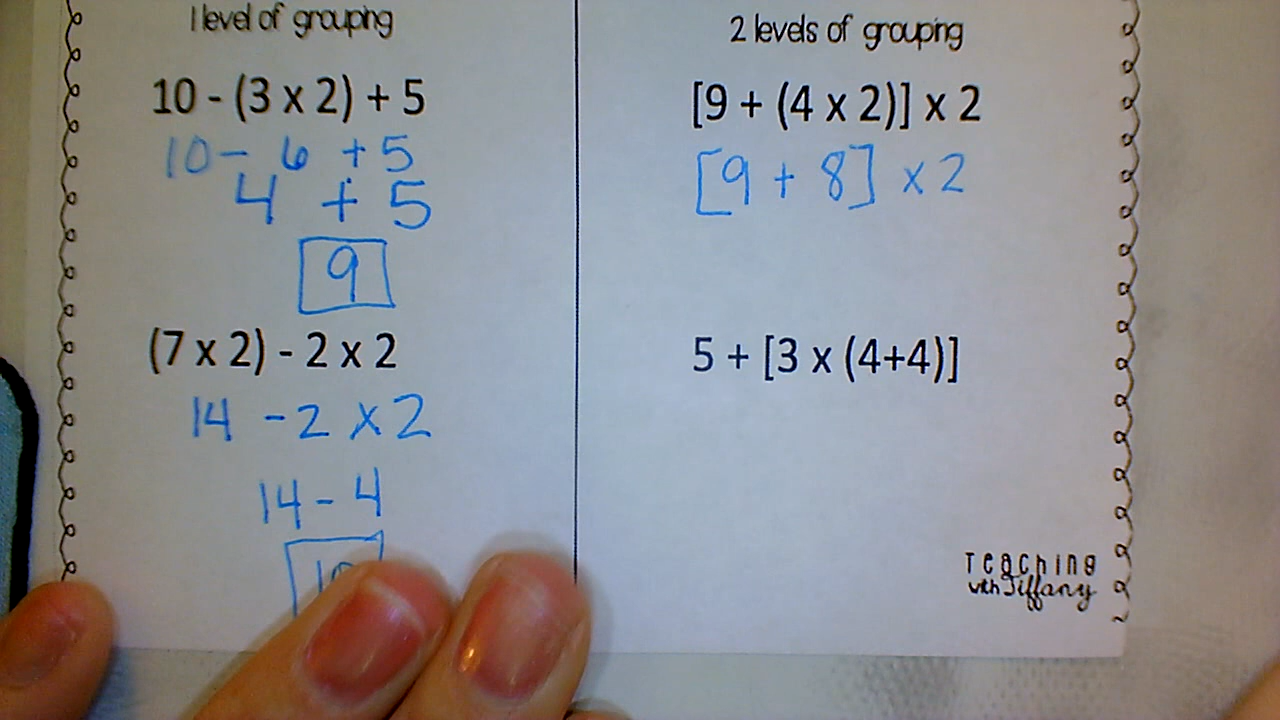 1 level of grouping
10 - (3 x 2) + 5
10 - 6 + 5
4 + 5
9
(7 x 2) - 2 x 2
14 - 2 x 2
14 - 4
10
2 levels of grouping
[9 + (4 x 2)] x 2
[9 + 8] x 2
5 + [3 x (4+4)]
Teaching
with Tiffany